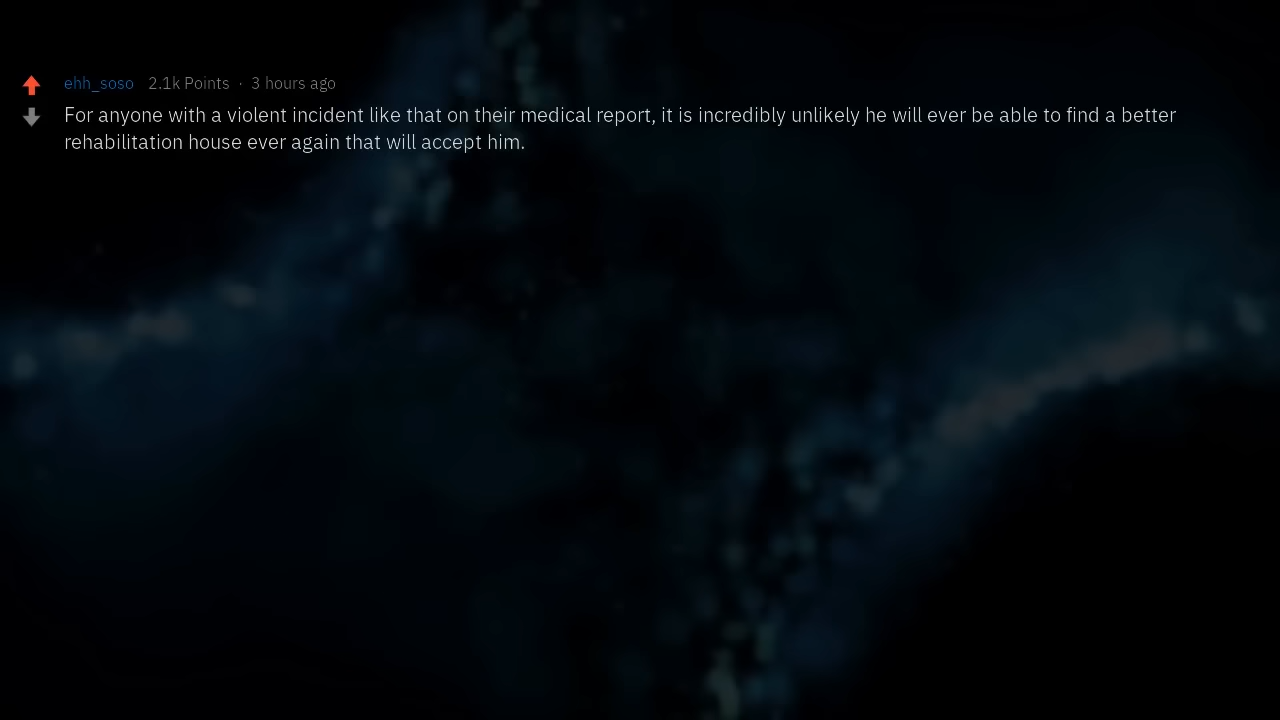 ehh_soso 2.1k Points · 3 hours ago
For anyone with a violent incident like that on their medical report, it is incredibly unlikely he will ever be able to find a better
rehabilitation house ever again that will accept him.